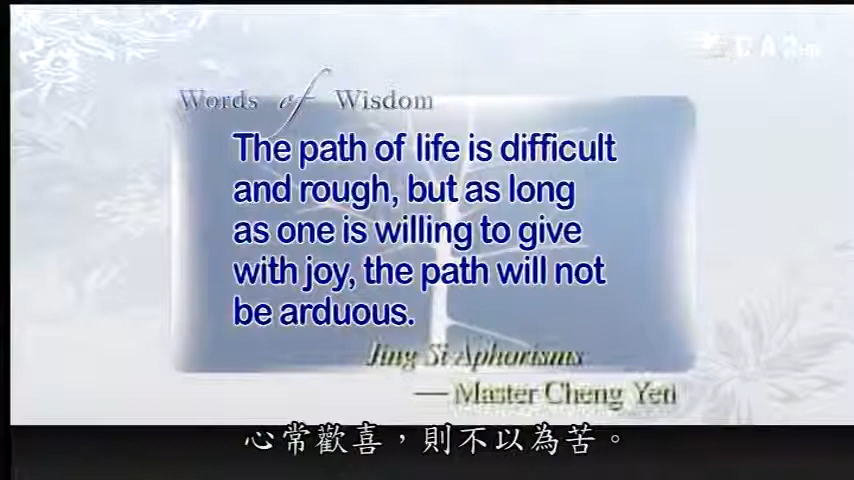 Words of Wisdom
The path of life is difficult
and rough, but as long
as one is willing to give
with joy, the path will not
be arduous.
Jing Si Aphorisms
—Master Cheng Yen
心常歡喜，則不以為苦。